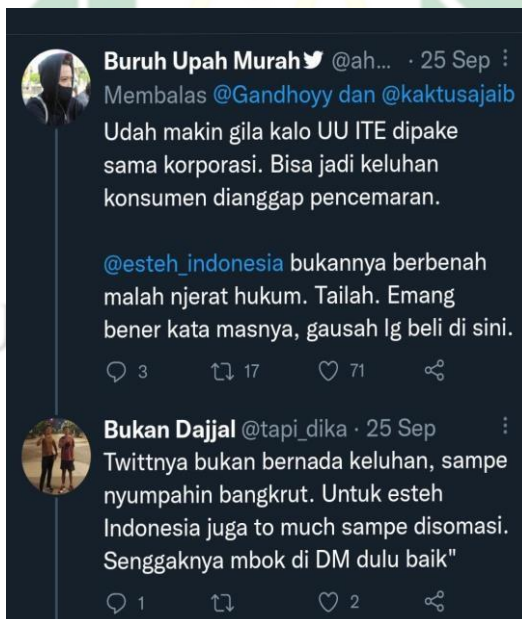 Buruh Upah Murah @ah... · 25 Sep
Membalas @Gandhoyy dan @kaktusajaib
Udah makin gila kalo UU ITE dipake
sama korporasi. Bisa jadi keluhan
konsumen dianggap pencemaran.
@esteh_indonesia bukannya berbenah
malah njerat hukum. Tailah. Emang
bener kata masnya, gausah lg beli di sini.
3 17 71
Bukan Dajjal @tapi_dika · 25 Sep
Twittnya bukan bernada keluhan, sampe
nyumpahin bangkrut. Untuk esteh
Indonesia juga to much sampe disomasi.
Senggaknya mbok di DM dulu baik"
1 2